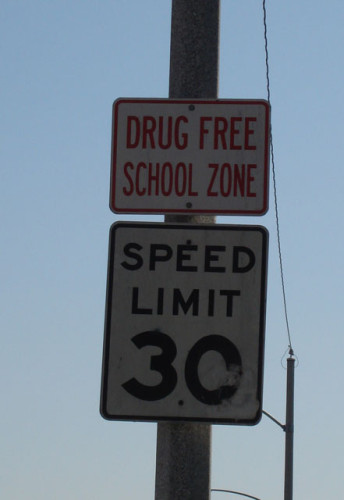 DRUG FREE
SCHOOL ZONE
SPEED
LIMIT
30